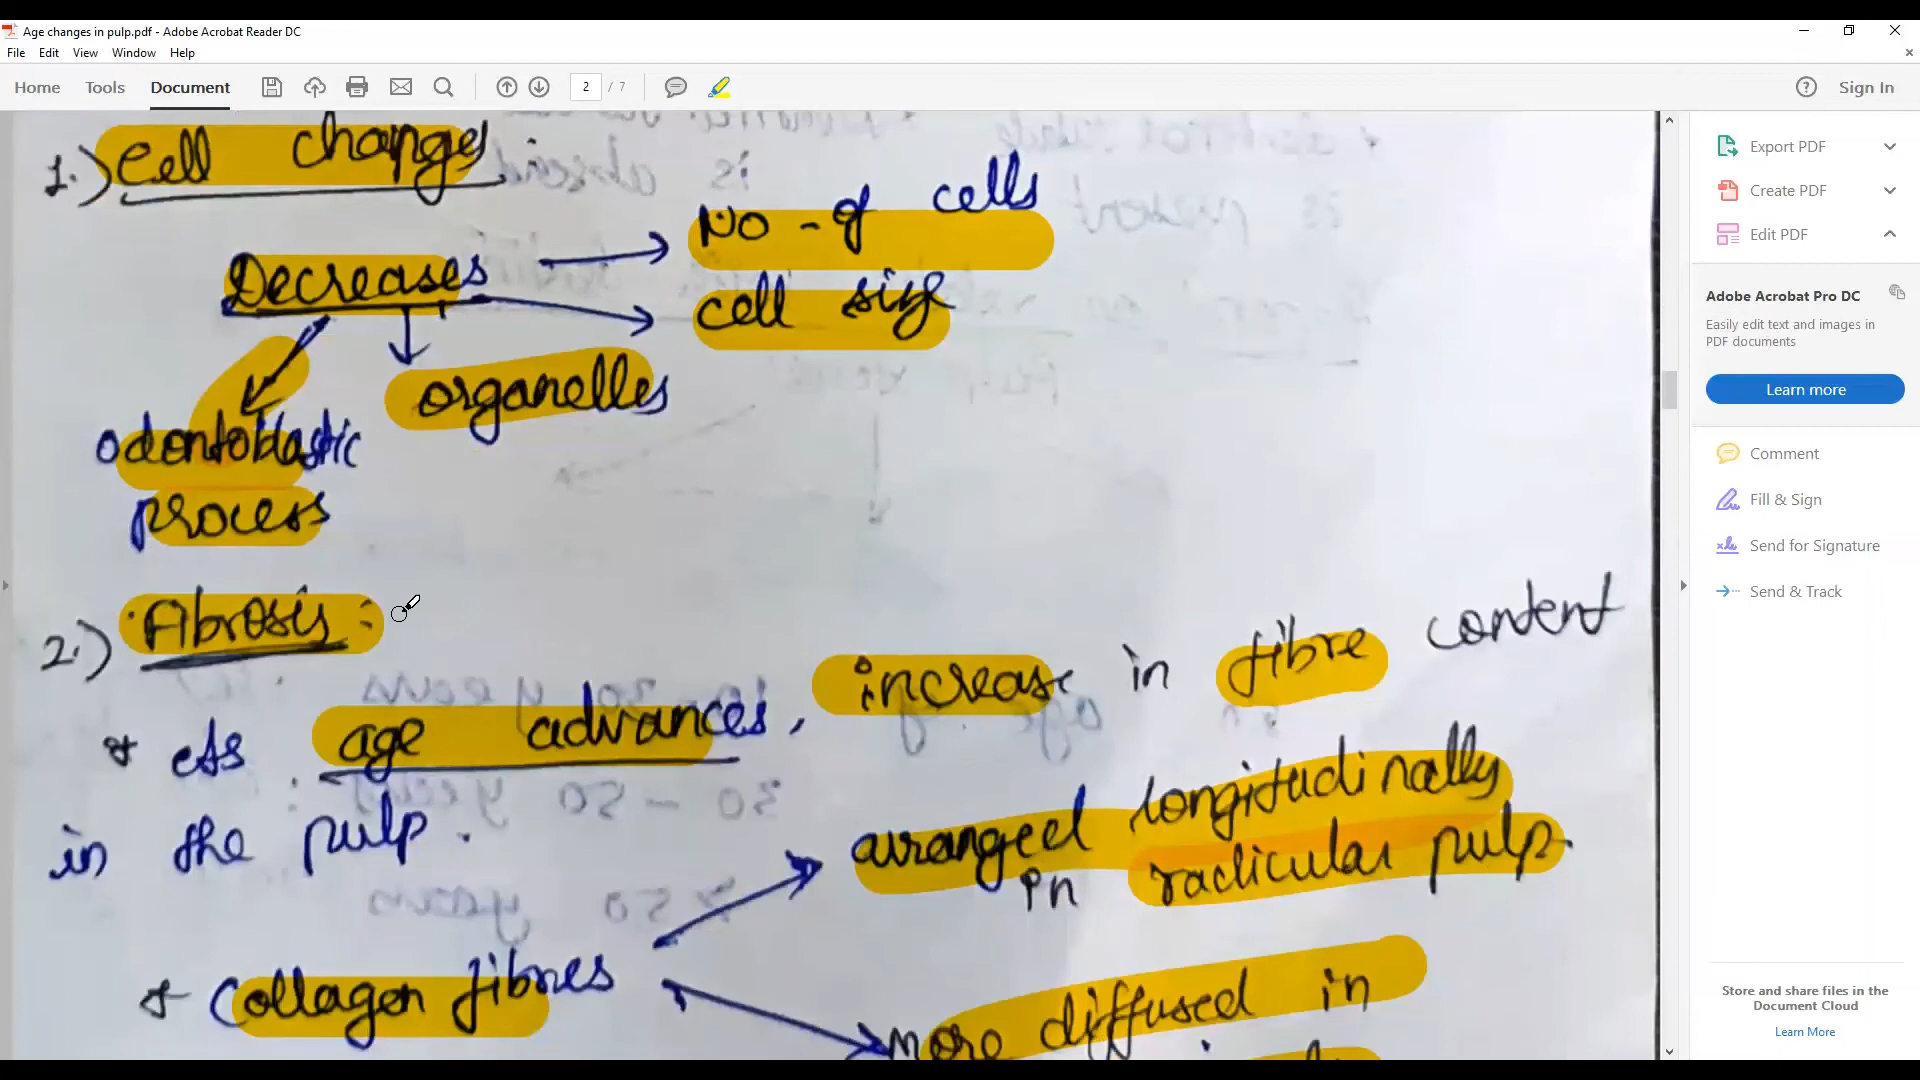 Age changes in pulp.pdf - Adobe Acrobat Reader DC
File Edit View Window Help
Home Tools Document 2 / 7 Sign In
1.) Cell changes
Decreases
No - of cells
cell size
organelles
odontoblastic
process
2.) Fibrosis :-
* As age advances, increase in fibre content
in the pulp.
* Collagen fibres
arranged longitudinally
in radicular pulp
more diffused in
Export PDF
Create PDF
Edit PDF
Adobe Acrobat Pro DC
Easily edit text and images in
PDF documents
Learn more
Comment
Fill & Sign
Send for Signature
Send & Track
Store and share files in the
Document Cloud
Learn More